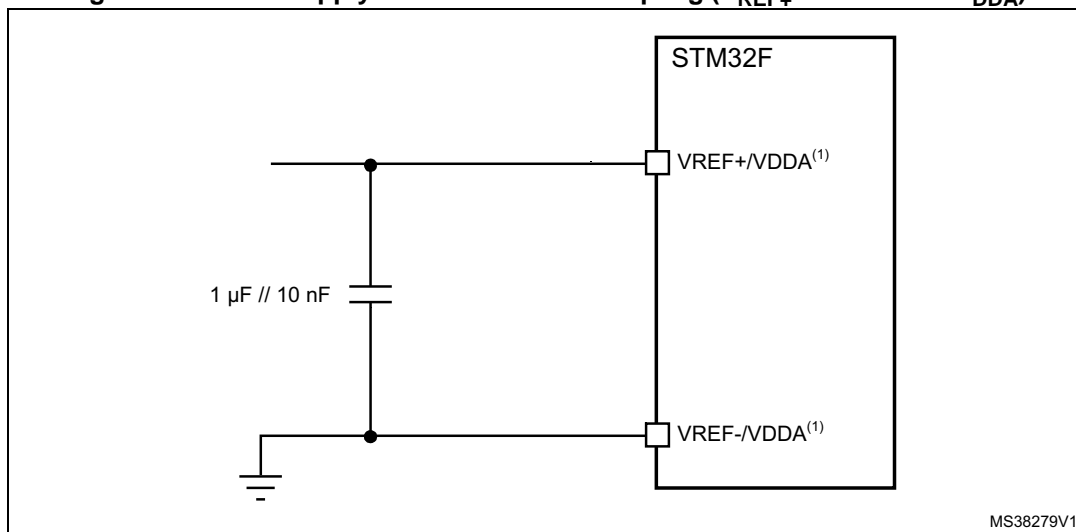 STM32F
VREF+/VDDA(1)
1 µF // 10 nF
VREF-/VDDA(1)
MS38279V1